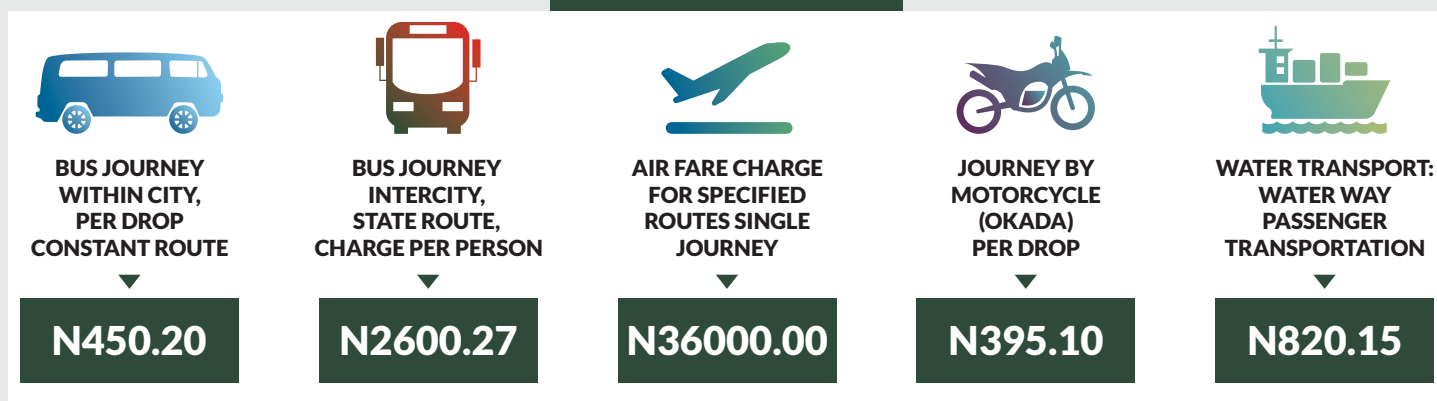 BUS JOURNEY
WITHIN CITY,
PER DROP
CONSTANT ROUTE
N450.20
BUS JOURNEY
INTERCITY,
STATE ROUTE,
CHARGE PER PERSON
N2600.27
AIR FARE CHARGE
FOR SPECIFIED
ROUTES SINGLE
JOURNEY
N36000.00
JOURNEY BY
MOTORCYCLE
(OKADA)
PER DROP
N395.10
WATER TRANSPORT:
WATER WAY
PASSENGER
TRANSPORTATION
N820.15